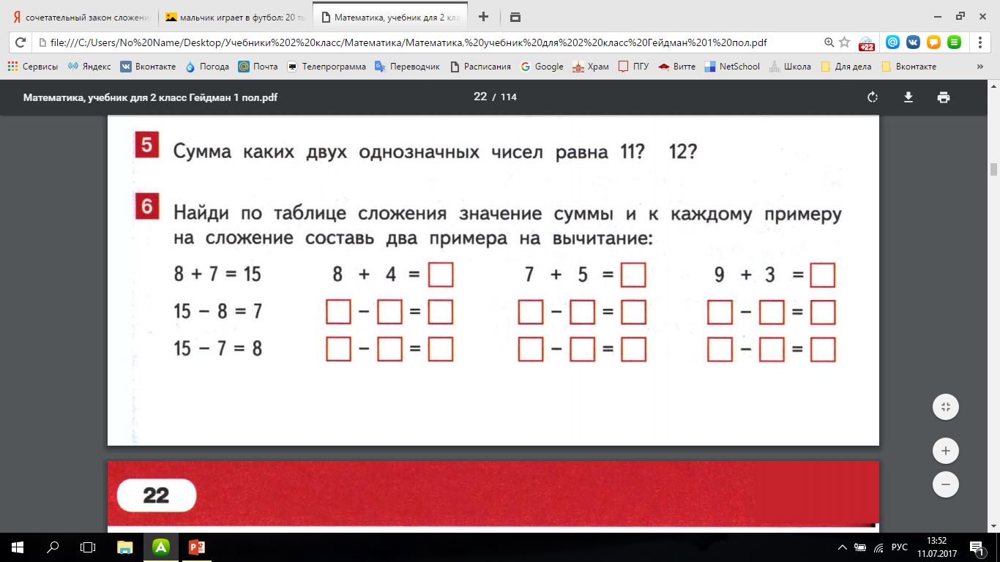 сочетательный закон сложени
мальчик играет в футбол: 20 ты
Математика, учебник для 2 кла
file:///C:/Users/No%20Name/Desktop/Учебники%202%20класс/Математика/Математика,%20учебник%20для%202%20класс%20Гейдман%201%20пол.pdf
+22
Сервисы Яндекс Вконтакте Погода Почта Телепрограмма Переводчик Расписания Google Храм ПГУ Витте NetSchool Школа Для дела Вконтакте »
Математика, учебник для 2 класс Гейдман 1 пол.pdf
22 / 114
5 Сумма каких двух однозначных чисел равна 11? 12?
6 Найди по таблице сложения значение суммы и к каждому примеру
на сложение составь два примера на вычитание:
8 + 7 = 15 8 + 4 = □ 7 + 5 = □ 9 + 3 = □
15 − 8 = 7 □ − □ = □ □ − □ = □ □ − □ = □
15 − 7 = 8 □ − □ = □ □ − □ = □ □ − □ = □
22
РУС
13:52
11.07.2017
1